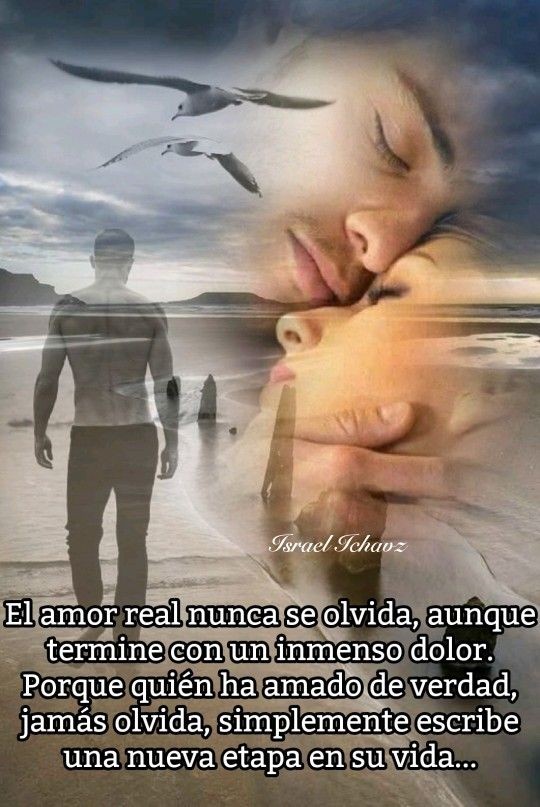 Israel Ichavz
El amor real nunca se olvida, aunque
termine con un inmenso dolor.
Porque quién ha amado de verdad,
jamás olvida, simplemente escribe
una nueva etapa en su vida...